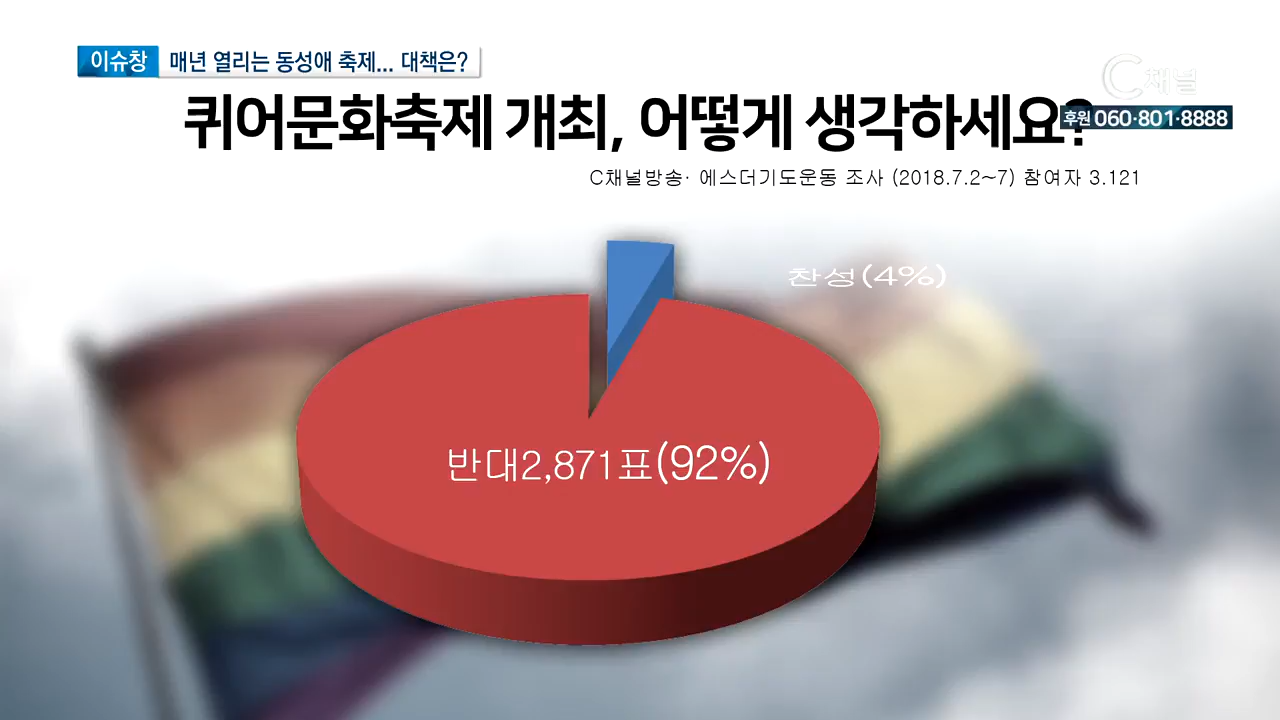 이슈창 매년 열리는 동성애 축제... 대책은?
C채널
퀴어문화축제 개최, 어떻게 생각하세요?
후원 060·801·8888
C채널방송· 에스더기도운동 조사 (2018.7.2~7) 참여자 3.121
찬성(4%)
반대2,871표(92%)